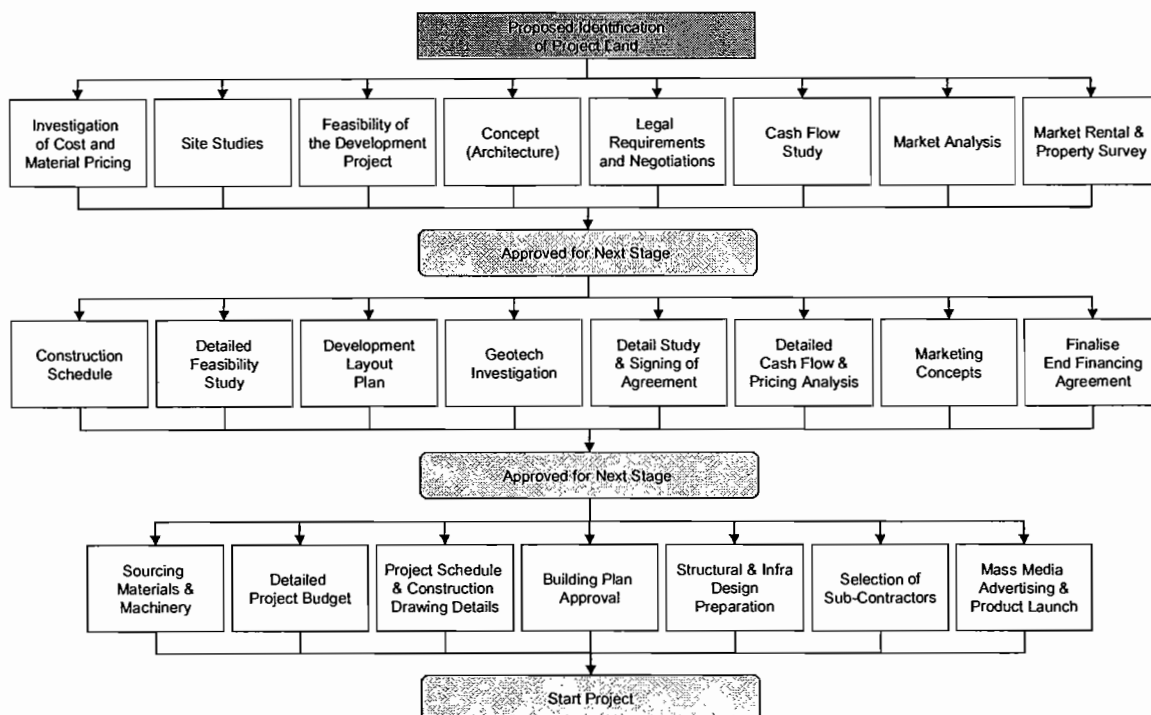 Proposed Identification
of Project Land
Investigation
of Cost and
Material Pricing
Site Studies
Feasibility of
the Development
Project
Concept
(Architecture)
Legal
Requirements
and Negotiations
Cash Flow
Study
Market Analysis
Market Rental &
Property Survey
Approved for Next Stage
Construction
Schedule
Detailed
Feasibility
Study
Development
Layout
Plan
Geotech
Investigation
Detail Study
& Signing of
Agreement
Detailed
Cash Flow &
Pricing Analysis
Marketing
Concepts
Finalise
End Financing
Agreement
Approved for Next Stage
Sourcing
Materials &
Machinery
Detailed
Project Budget
Project Schedule
& Construction
Drawing Details
Building Plan
Approval
Structural & Infra
Design
Preparation
Selection of
Sub-Contractors
Mass Media
Advertising &
Product Launch
Start Project